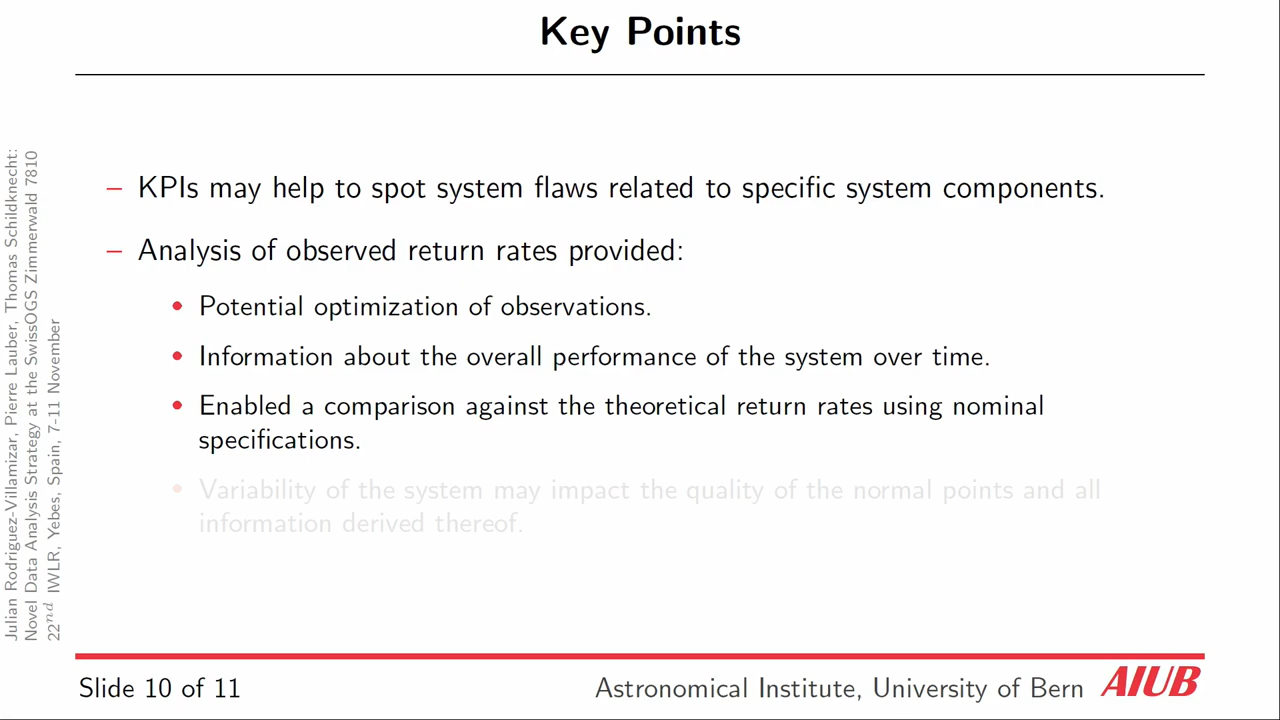 Key Points
– KPIs may help to spot system flaws related to specific system components.
– Analysis of observed return rates provided:
• Potential optimization of observations.
• Information about the overall performance of the system over time.
• Enabled a comparison against the theoretical return rates using nominal
specifications.
• Variability of the system may impact the quality of the normal points and all
information derived thereof.
Julian Rodriguez-Villamizar, Pierre Lauber, Thomas Schildknecht:
Novel Data Analysis Strategy at the SwissOGS Zimmerwald 7810
22nd IWLR, Yebes, Spain, 7-11 November
Slide 10 of 11
Astronomical Institute, University of Bern AIUB